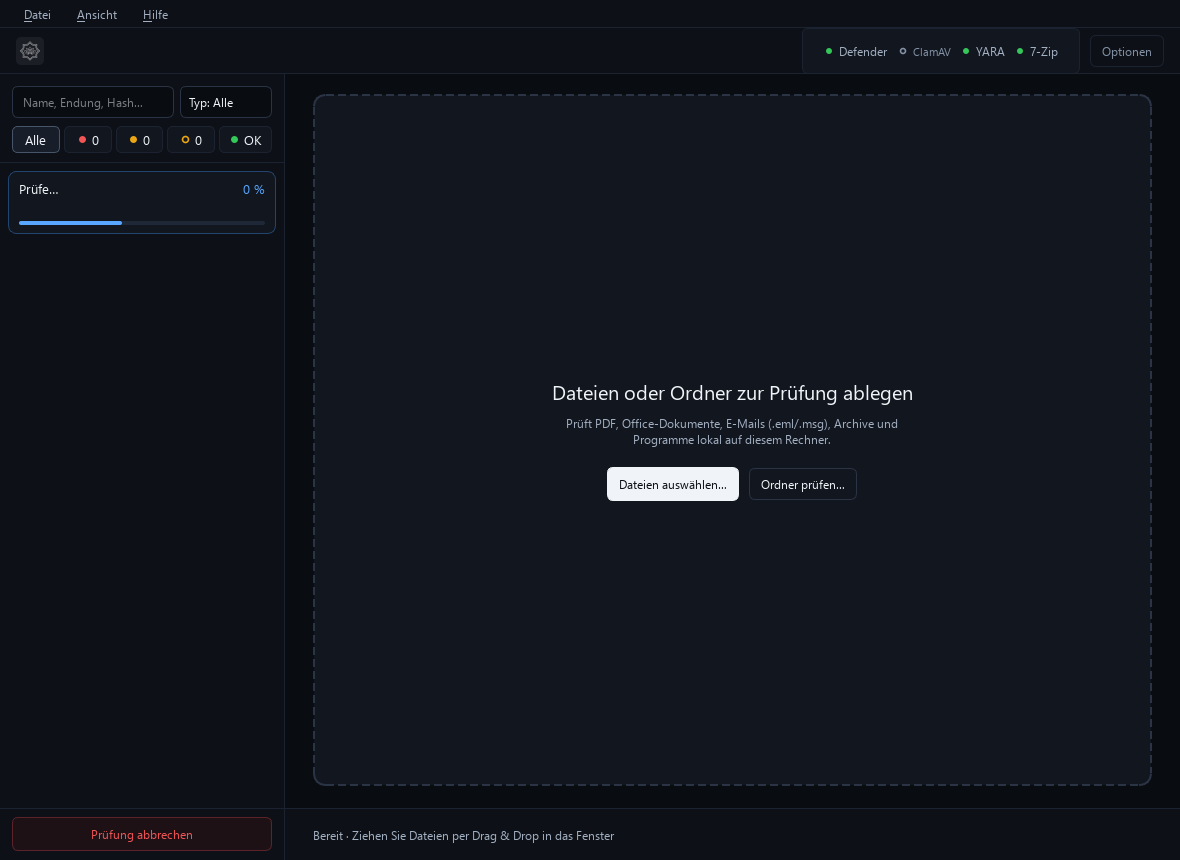 Datei Ansicht Hilfe
Defender ClamAV YARA 7-Zip Optionen
Name, Endung, Hash... Typ: Alle
Alle 0 0 0 OK
Prüfe... 0 %
Dateien oder Ordner zur Prüfung ablegen
Prüft PDF, Office-Dokumente, E-Mails (.eml/.msg), Archive und
Programme lokal auf diesem Rechner.
Dateien auswählen... Ordner prüfen...
Prüfung abbrechen
Bereit · Ziehen Sie Dateien per Drag & Drop in das Fenster